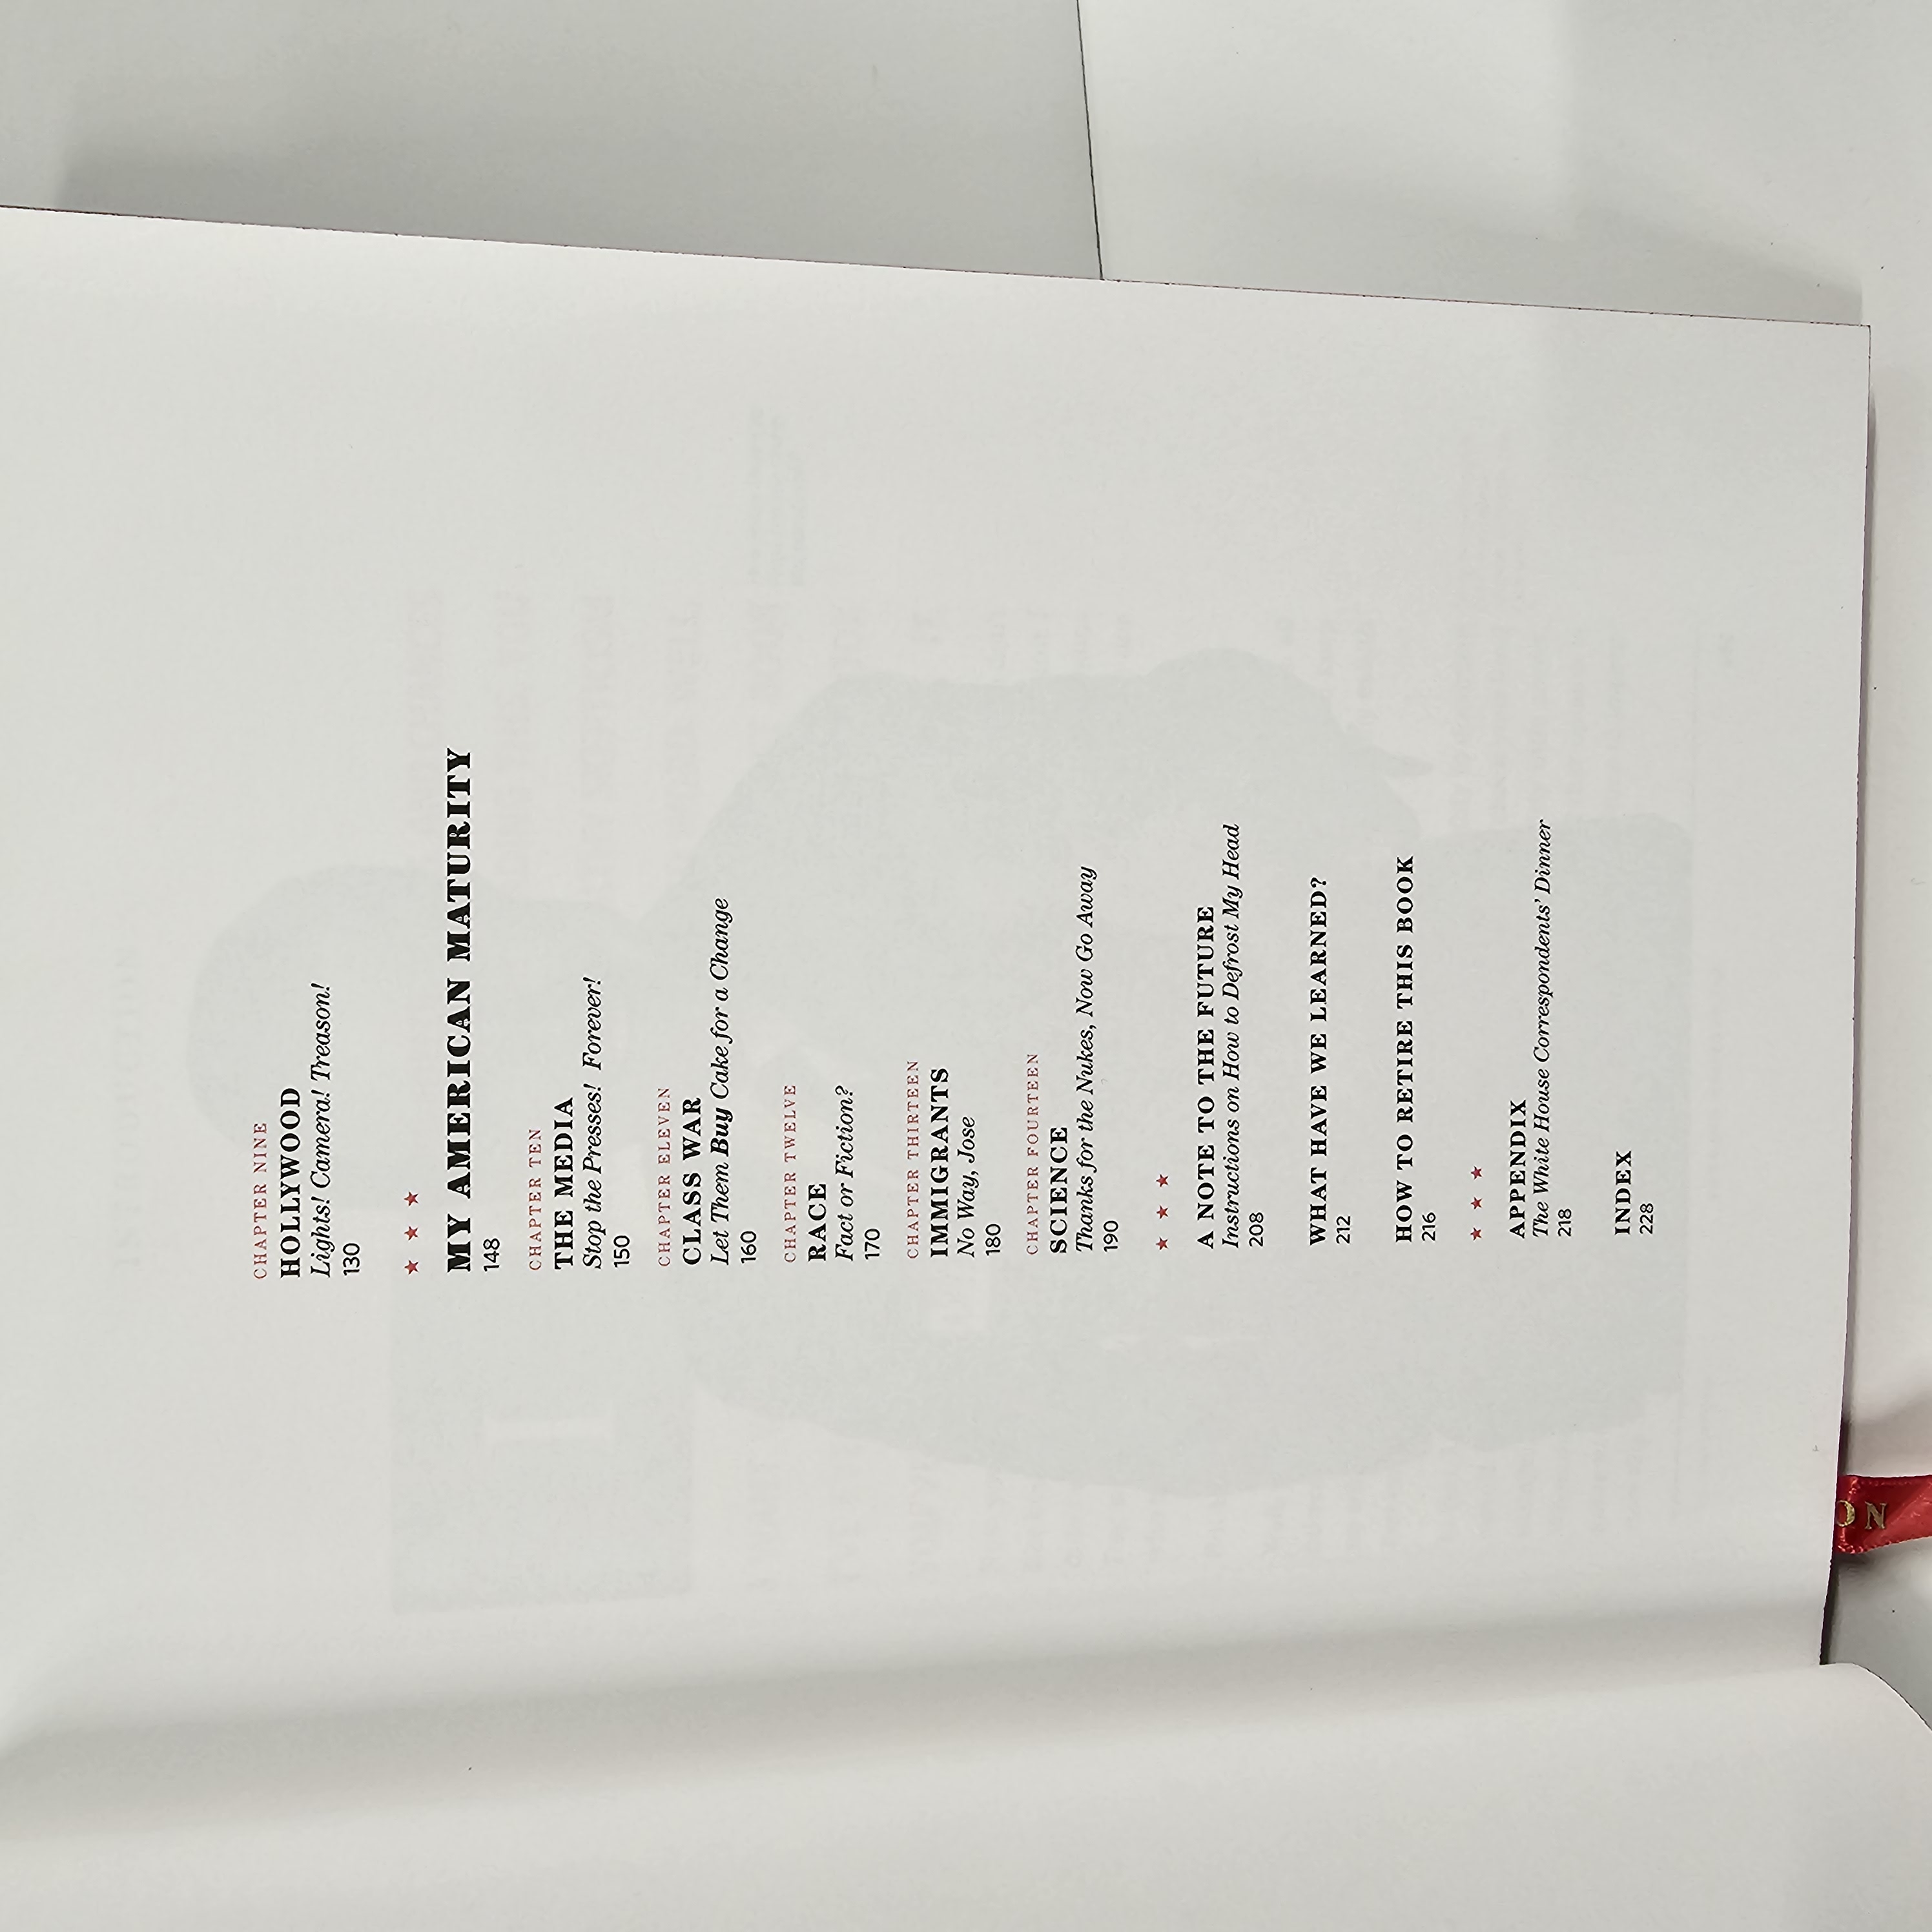 CHAPTER NINE
HOLLYWOOD
Lights! Camera! Treason!
130
MY AMERICAN MATURITY
148
CHAPTER TEN
THE MEDIA
Stop the Presses! Forever!
150
CHAPTER ELEVEN
CLASS WAR
Let Them Buy Cake for a Change
160
CHAPTER TWELVE
RACE
Fact or Fiction?
170
CHAPTER THIRTEEN
IMMIGRANTS
No Way, Jose
180
CHAPTER FOURTEEN
SCIENCE
Thanks for the Nukes, Now Go Away
190
A NOTE TO THE FUTURE
Instructions on How to Defrost My Head
208
WHAT HAVE WE LEARNED?
212
HOW TO RETIRE THIS BOOK
216
APPENDIX
The White House Correspondents' Dinner
218
INDEX
228